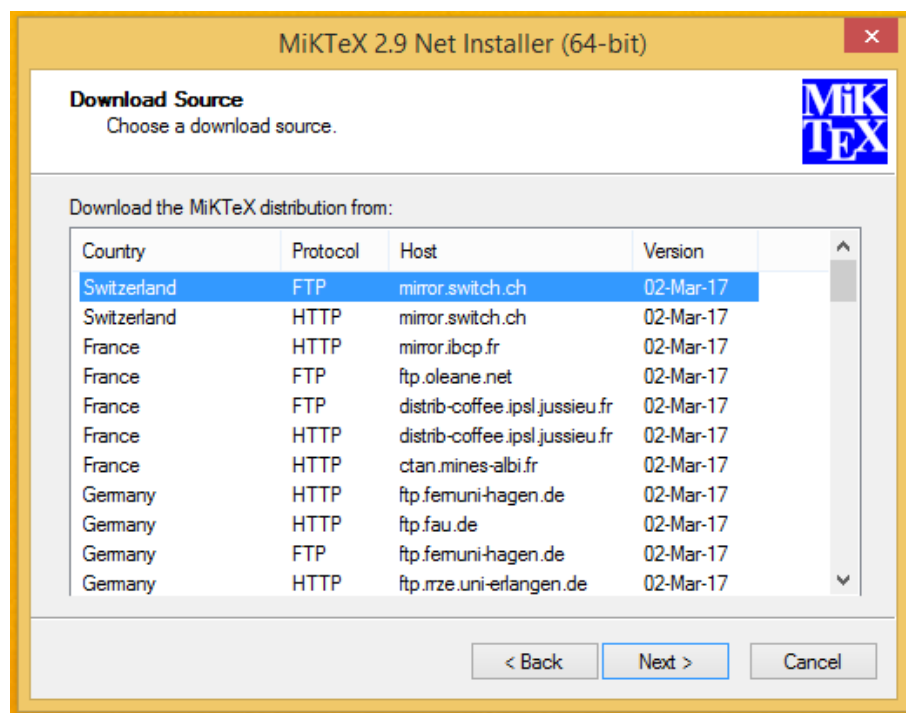 MiKTeX 2.9 Net Installer (64-bit)
Download Source
Choose a download source.
MiK
TEX
Download the MiKTeX distribution from:
Country Protocol Host Version
Switzerland FTP mirror.switch.ch 02-Mar-17
Switzerland HTTP mirror.switch.ch 02-Mar-17
France HTTP mirror.ibcp.fr 02-Mar-17
France FTP ftp.oleane.net 02-Mar-17
France FTP distrib-coffee.ipsl.jussieu.fr 02-Mar-17
France HTTP distrib-coffee.ipsl.jussieu.fr 02-Mar-17
France HTTP ctan.mines-albi.fr 02-Mar-17
Germany HTTP ftp.fernuni-hagen.de 02-Mar-17
Germany HTTP ftp.fau.de 02-Mar-17
Germany FTP ftp.fernuni-hagen.de 02-Mar-17
Germany HTTP ftp.rrze.uni-erlangen.de 02-Mar-17
< Back Next > Cancel